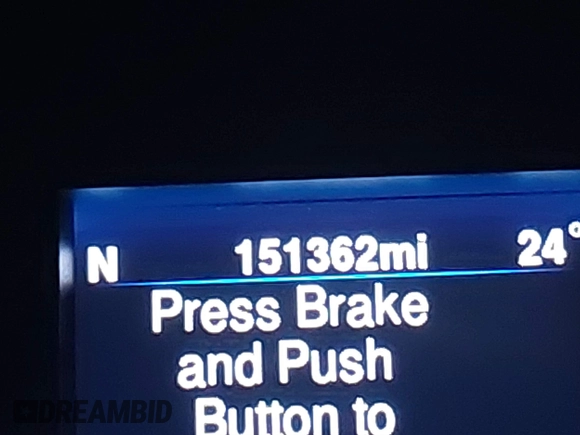 N 151362mi 24°
Press Brake
and Push
Button to
DREAMBID